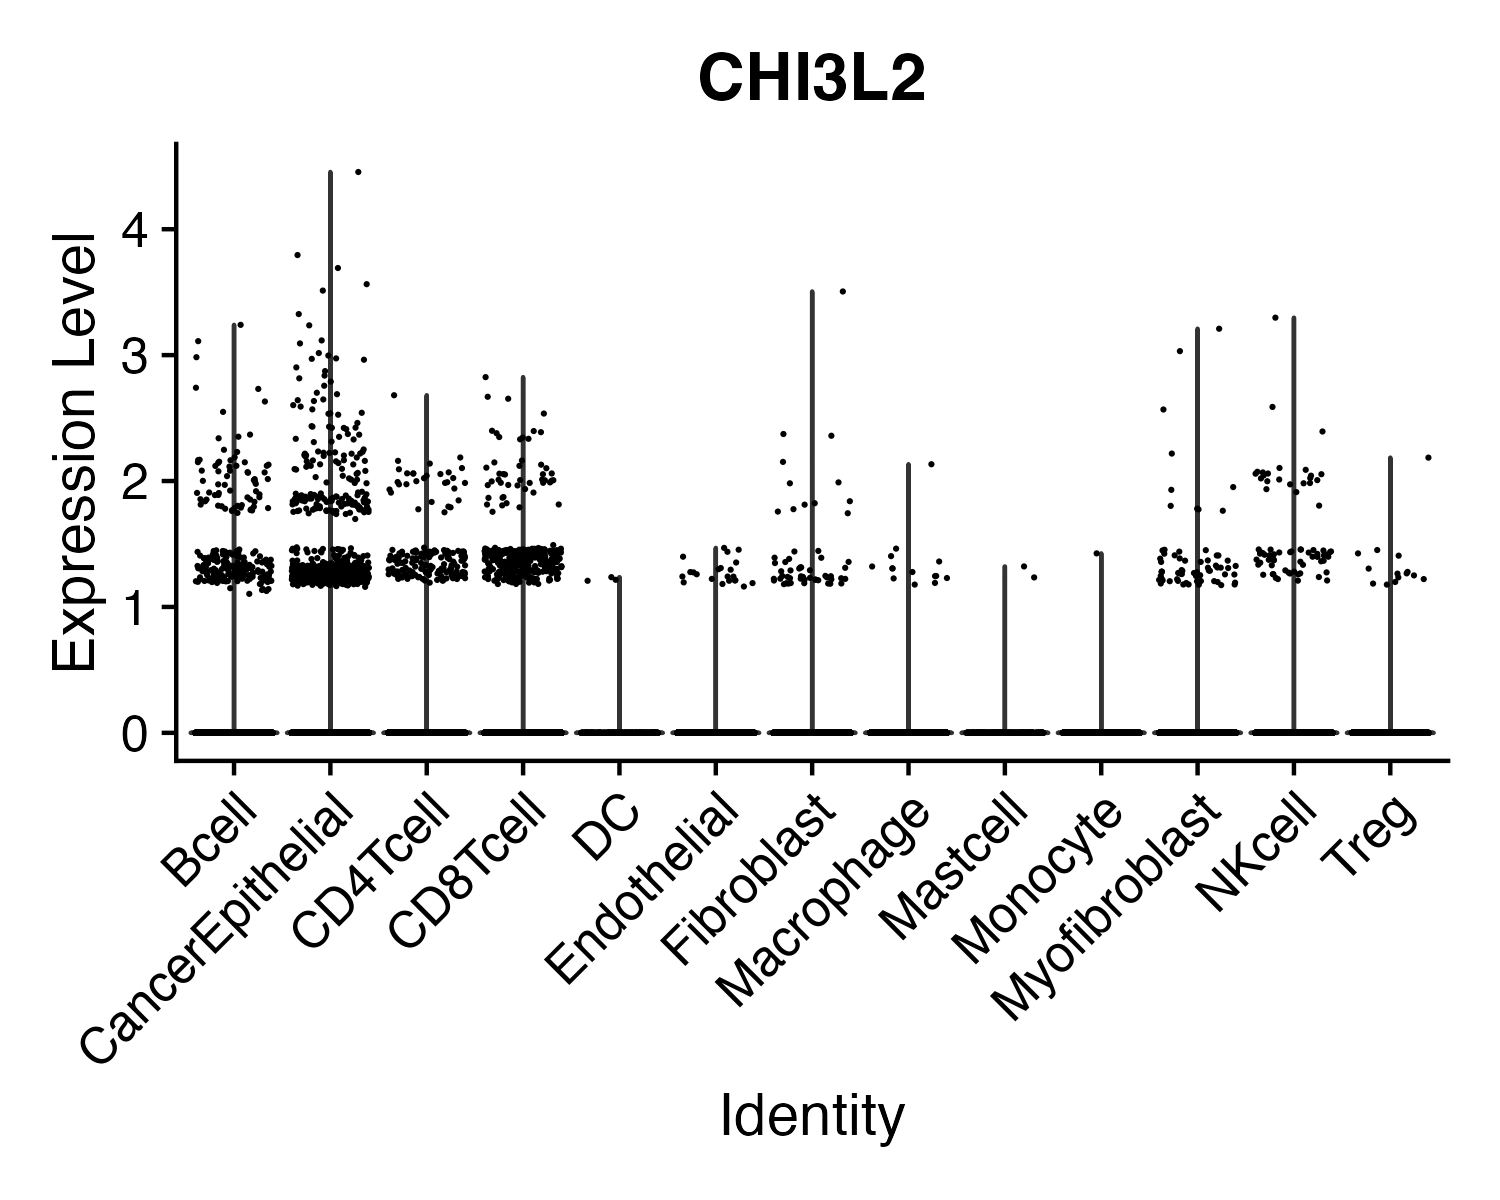 CHI3L2
Expression Level
4
3
2
1
0
Bcell
CancerEpithelial
CD4Tcell
CD8Tcell
DC
Endothelial
Fibroblast
Macrophage
Mastcell
Monocyte
Myofibroblast
NKcell
Treg
Identity